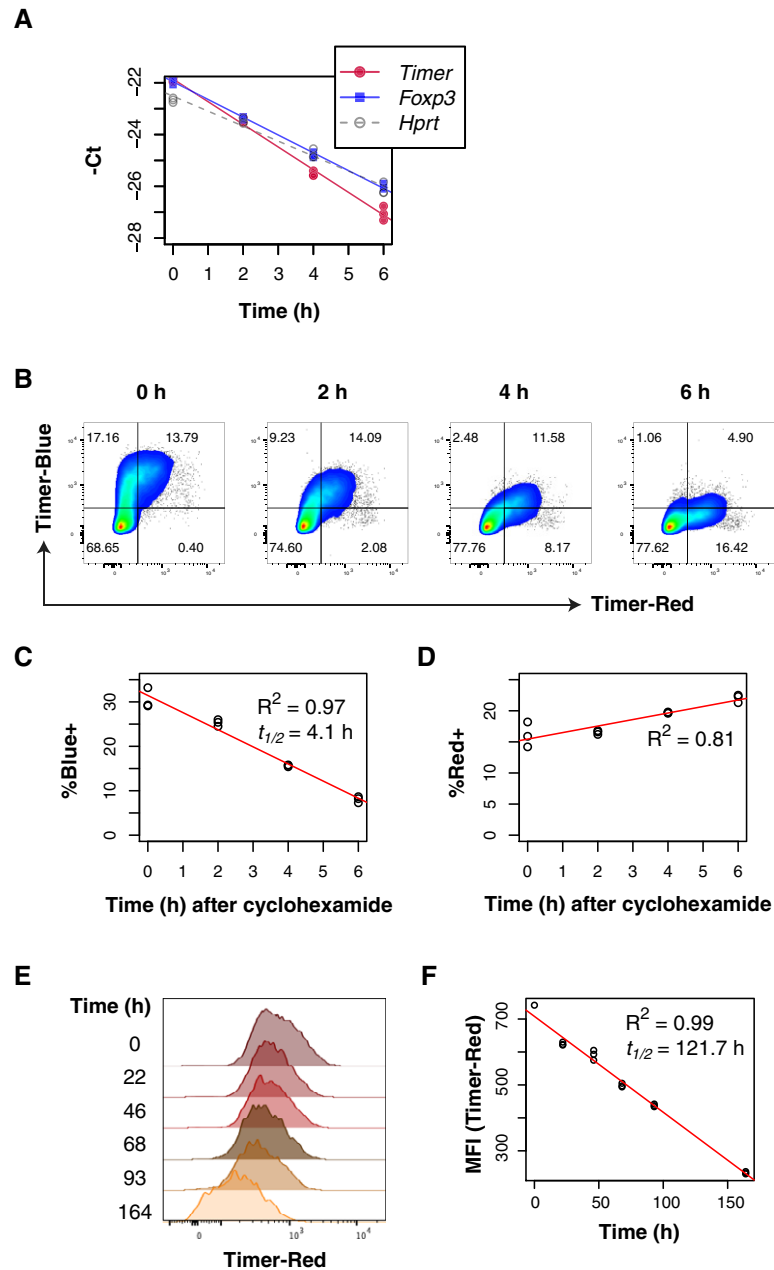 A
Timer
Foxp3
Hprt
-Ct
-22
-24
-26
-28
0 1 2 3 4 5 6
Time (h)
B
0 h 2 h 4 h 6 h
Timer-Blue
17.16 13.79
68.65 0.40
9.23 14.09
74.60 2.08
2.48 11.58
77.76 8.17
1.06 4.90
77.62 16.42
Timer-Red
C
%Blue+
30
20
10
0
R2 = 0.97
t1/2 = 4.1 h
0 1 2 3 4 5 6
Time (h) after cyclohexamide
D
%Red+
20
10
5
0
R2 = 0.81
0 1 2 3 4 5 6
Time (h) after cyclohexamide
E
Time (h)
0
22
46
68
93
164
0 103 104
Timer-Red
F
MFI (Timer-Red)
700
500
300
R2 = 0.99
t1/2 = 121.7 h
0 50 100 150
Time (h)